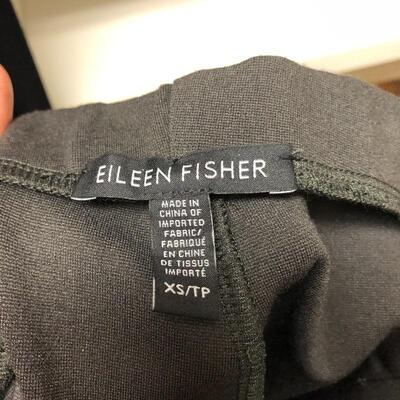 EILEEN FISHER
MADE IN
CHINA OF
IMPORTED
FABRIC/
FABRIQUÉ
EN CHINE
DE TISSUS
IMPORTÉ
XS/TP